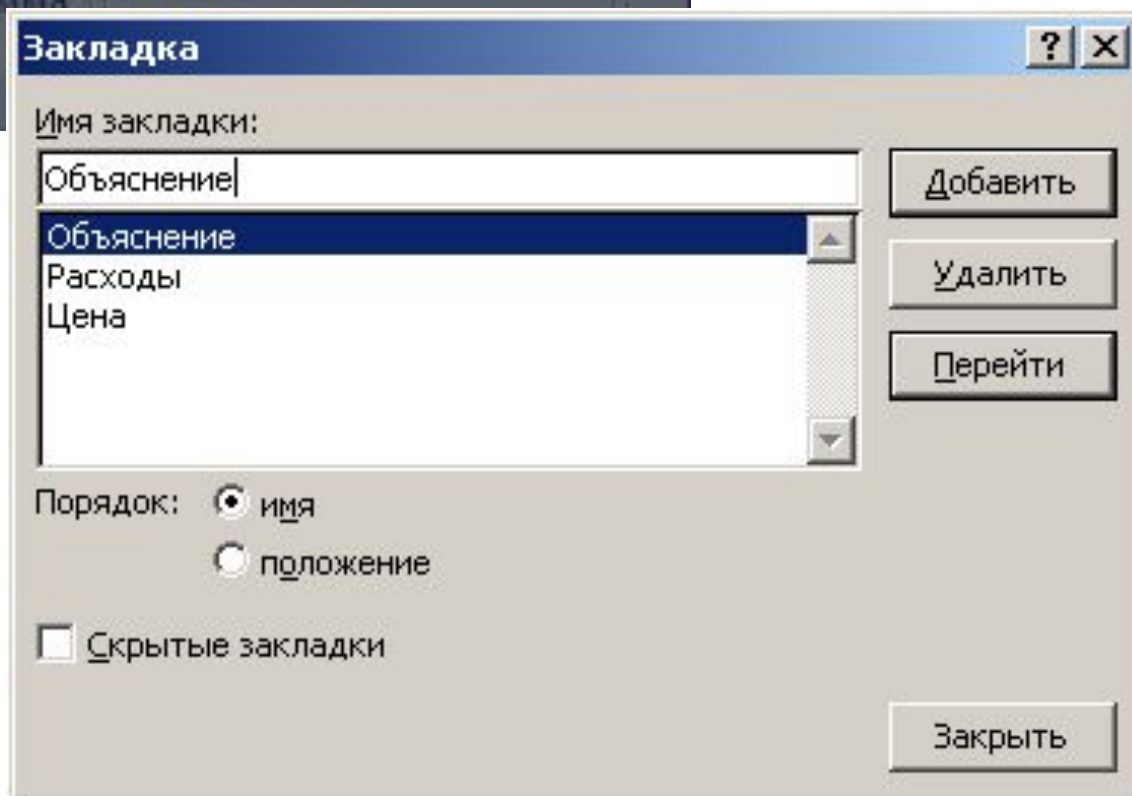 Закладка
Имя закладки:
Объяснение
Добавить
Объяснение
Расходы
Цена
Удалить
Перейти
Порядок: имя
положение
Скрытые закладки
Закрыть